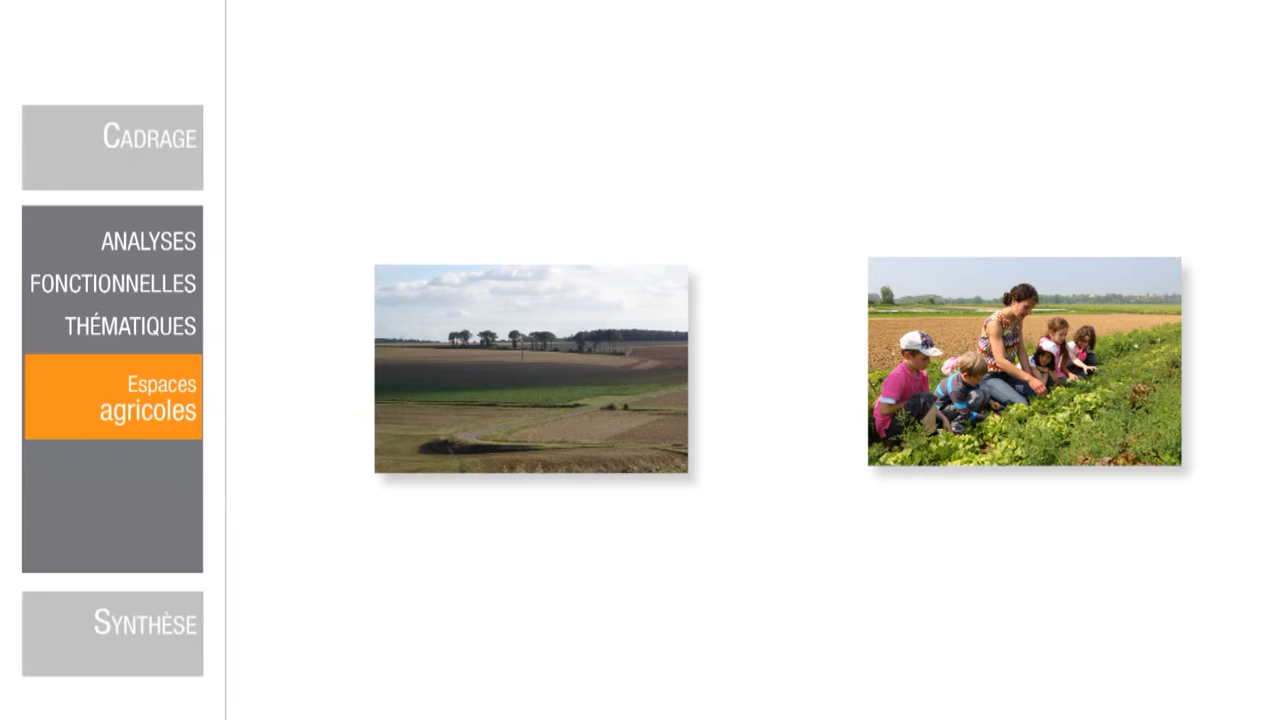 CADRAGE
ANALYSES
FONCTIONNELLES
THÉMATIQUES
Espaces
agricoles
SYNTHÈSE